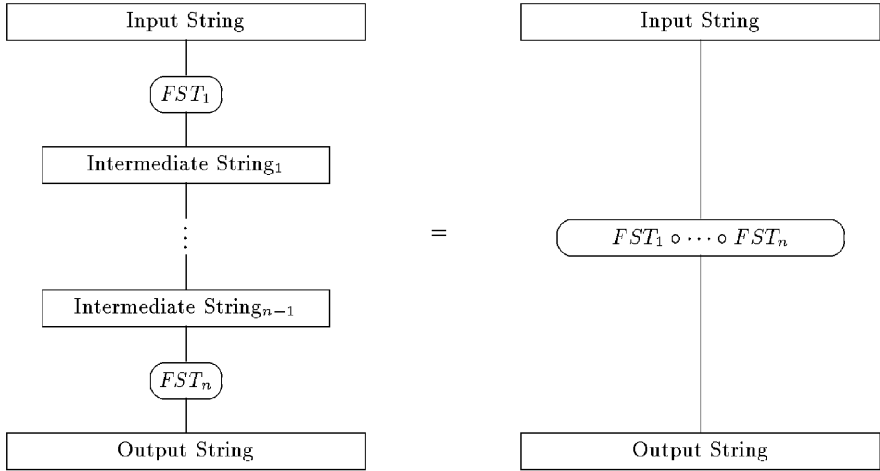 Input String
FST₁
Intermediate String₁
⋮
Intermediate Stringₙ₋₁
FSTₙ
Output String
=
Input String
FST₁ ∘ ⋯ ∘ FSTₙ
Output String